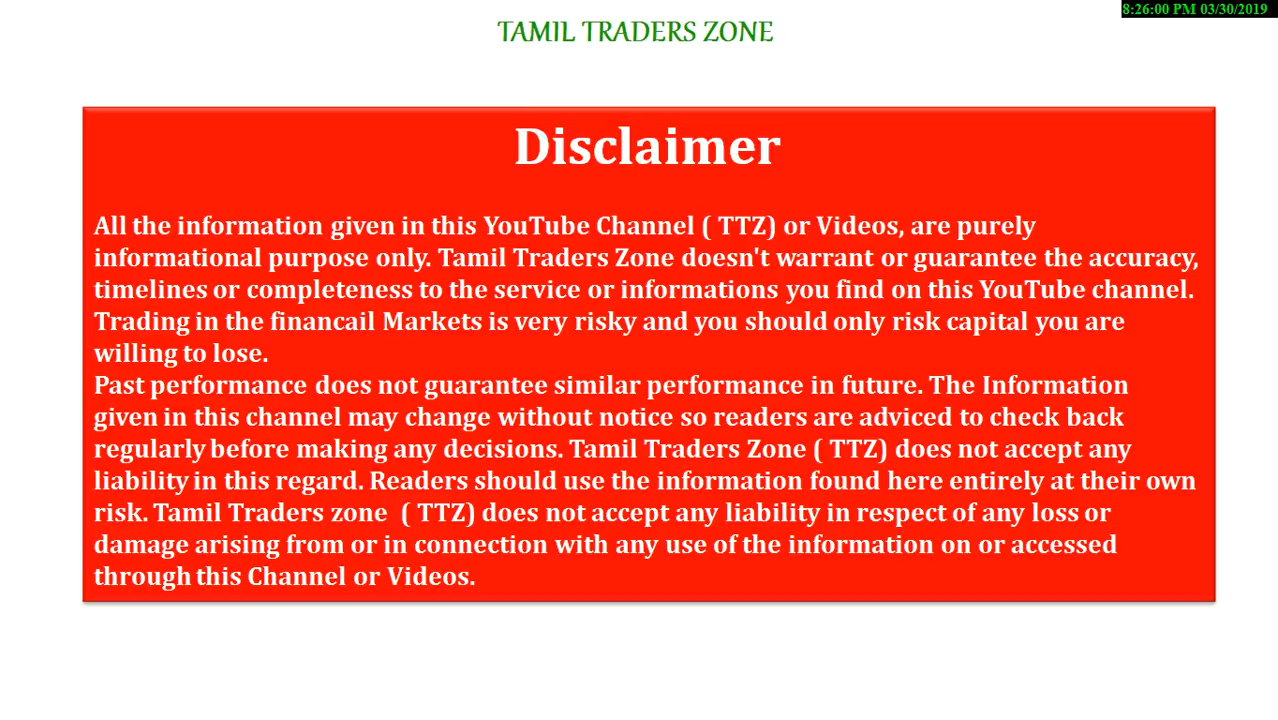 8:26:00 PM 03/30/2019
TAMIL TRADERS ZONE
Disclaimer
All the information given in this YouTube Channel ( TTZ) or Videos, are purely
informational purpose only. Tamil Traders Zone doesn't warrant or guarantee the accuracy,
timelines or completeness to the service or informations you find on this YouTube channel.
Trading in the financail Markets is very risky and you should only risk capital you are
willing to lose.
Past performance does not guarantee similar performance in future. The Information
given in this channel may change without notice so readers are adviced to check back
regularly before making any decisions. Tamil Traders Zone ( TTZ) does not accept any
liability in this regard. Readers should use the information found here entirely at their own
risk. Tamil Traders zone  ( TTZ) does not accept any liability in respect of any loss or
damage arising from or in connection with any use of the information on or accessed
through this Channel or Videos.